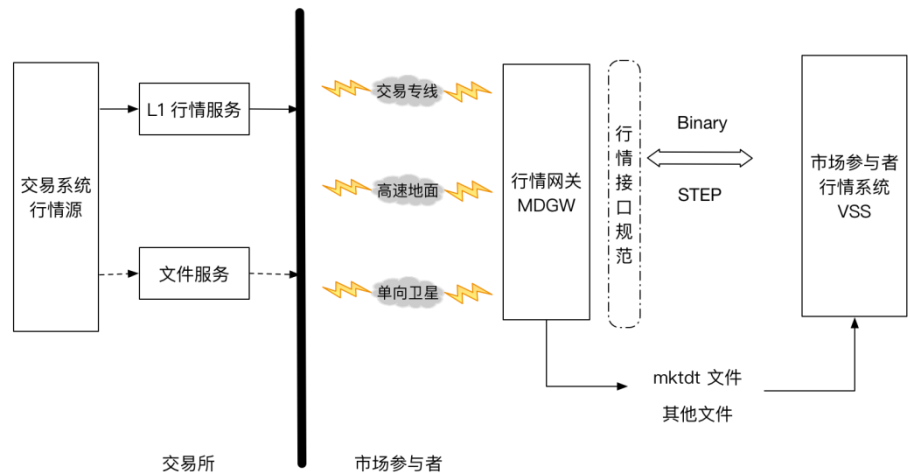 交易系统
行情源
L1 行情服务
文件服务
交易专线
高速地面
单向卫星
行情网关
MDGW
行
情
接
口
规
范
Binary
STEP
市场参与者
行情系统
VSS
mktdt 文件
其他文件
交易所
市场参与者